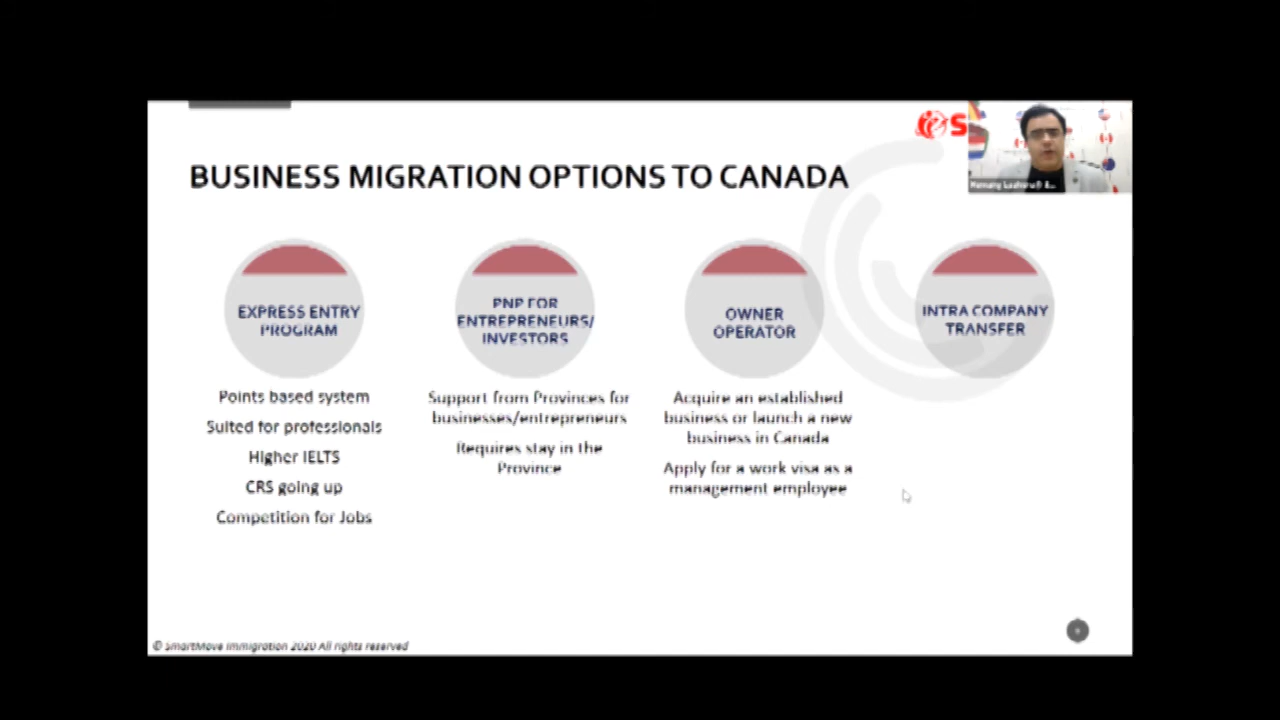 S
BUSINESS MIGRATION OPTIONS TO CANADA
EXPRESS ENTRY
PROGRAM
Points based system
Suited for professionals
Higher IELTS
CRS going up
Competition for Jobs
PNP FOR
ENTREPRENEURS/
INVESTORS
Support from Provinces for
businesses/entrepreneurs
Requires stay in the
Province
OWNER
OPERATOR
Acquire an established
business or launch a new
business in Canada
Apply for a work visa as a
management employee
INTRA COMPANY
TRANSFER
© SmartMove Immigration 2020 All rights reserved